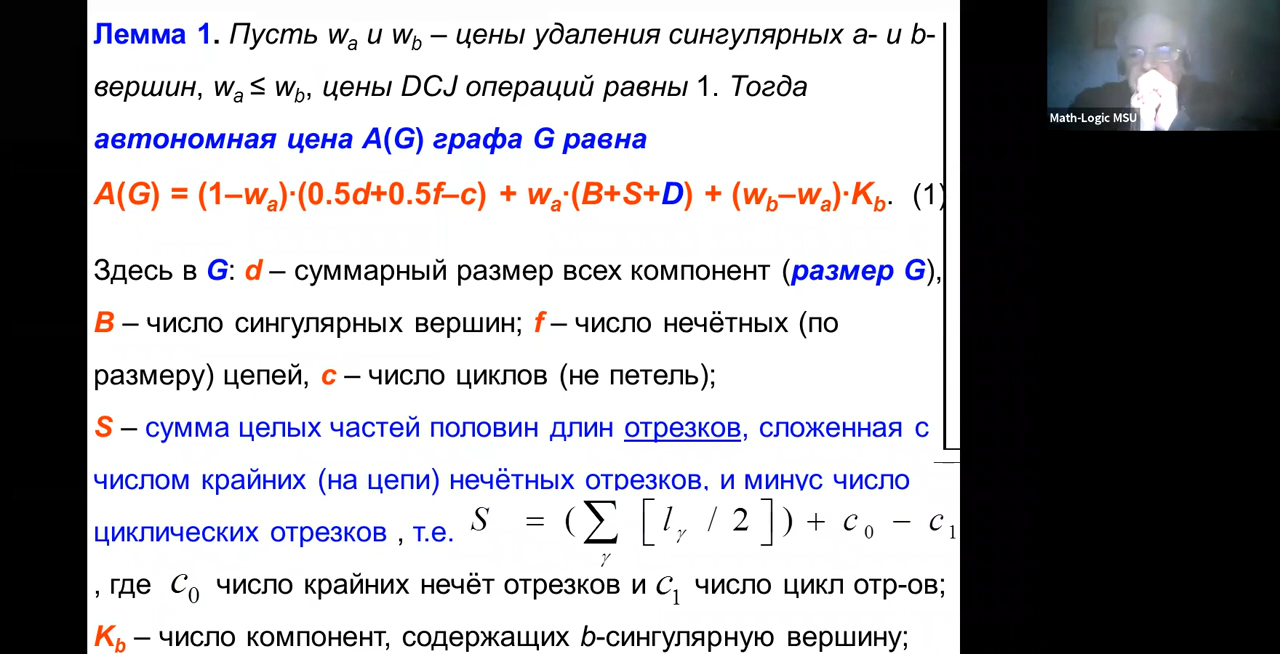 Лемма 1. Пусть wa и wb – цены удаления сингулярных a- и b-
вершин, wa ≤ wb, цены DCJ операций равны 1. Тогда
автономная цена A(G) графа G равна
A(G) = (1–wa)·(0.5d+0.5f–c) + wa·(B+S+D) + (wb–wa)·Kb. (1)
Здесь в G: d – суммарный размер всех компонент (размер G),
B – число сингулярных вершин; f – число нечётных (по
размеру) цепей, c – число циклов (не петель);
S – сумма целых частей половин длин отрезков, сложенная с
числом крайних (на цепи) нечётных отрезков, и минус число
циклических отрезков , т.е. S = (∑γ [lγ / 2]) + c0 − c1
, где c0 число крайних нечёт отрезков и c1 число цикл отр-ов;
Kb – число компонент, содержащих b-сингулярную вершину;
Math-Logic MSU